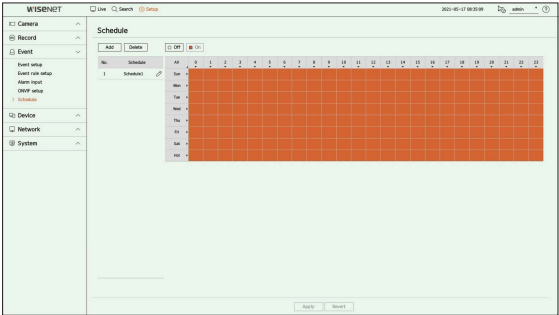 WISENET Live Search Setup 2021-05-17 08:35:09 admin
Camera
Record
Event
Event setup
Event rule setup
Alarm input
ONVIF setup
Schedule
Device
Network
System
Schedule
Add Delete Off On
No. Schedule All 0 1 2 3 4 5 6 7 8 9 10 11 12 13 14 15 16 17 18 19 20 21 22 23
1 Schedule1 Sun
Mon
Tue
Wed
Thu
Fri
Sat
Hol
Apply Revert